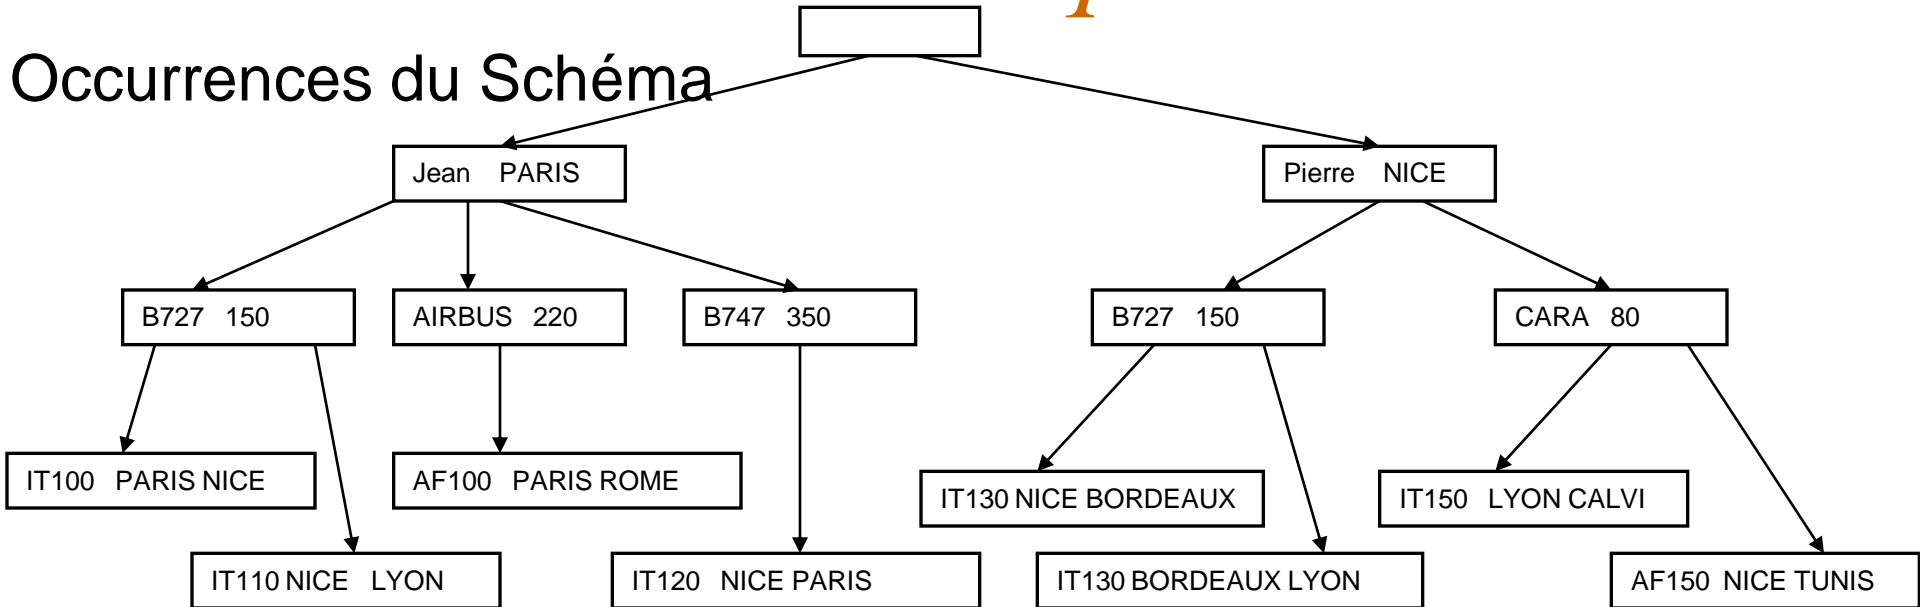 Occurrences du Schéma
Jean PARIS
Pierre NICE
B727 150
AIRBUS 220
B747 350
B727 150
CARA 80
IT100 PARIS NICE
AF100 PARIS ROME
IT130 NICE BORDEAUX
IT150 LYON CALVI
IT110 NICE LYON
IT120 NICE PARIS
IT130 BORDEAUX LYON
AF150 NICE TUNIS